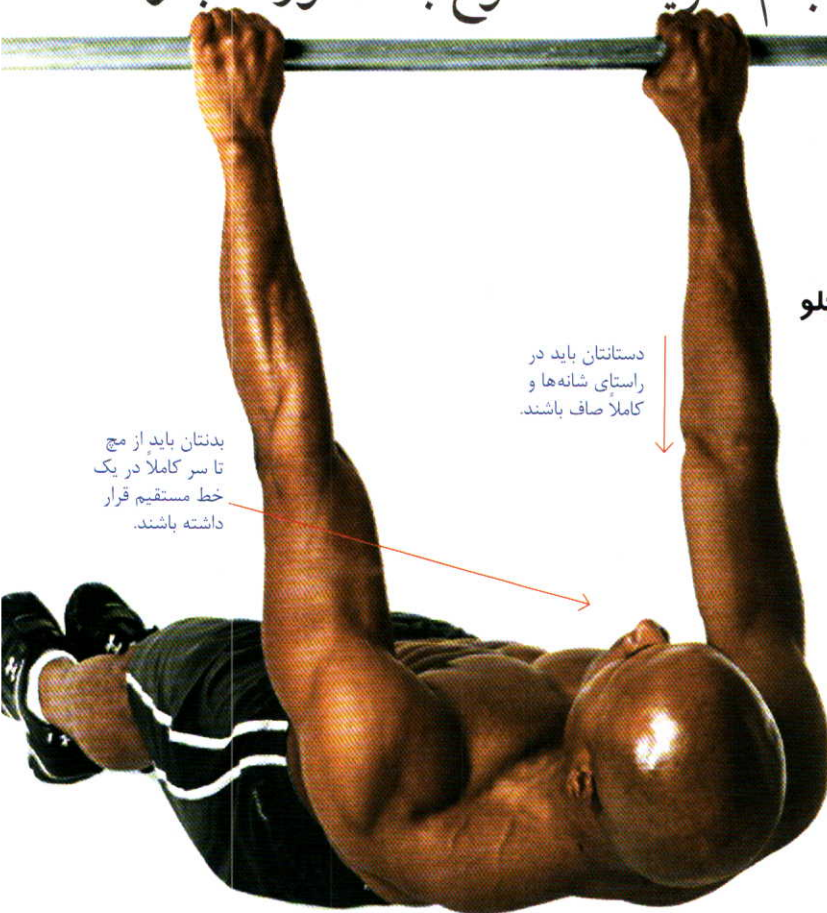 دستانتان باید در
راستای شانه‌ها و
کاملاً صاف باشند.
بدنتان باید از مچ
تا سر کاملاً در یک
خط مستقیم قرار
داشته باشند.